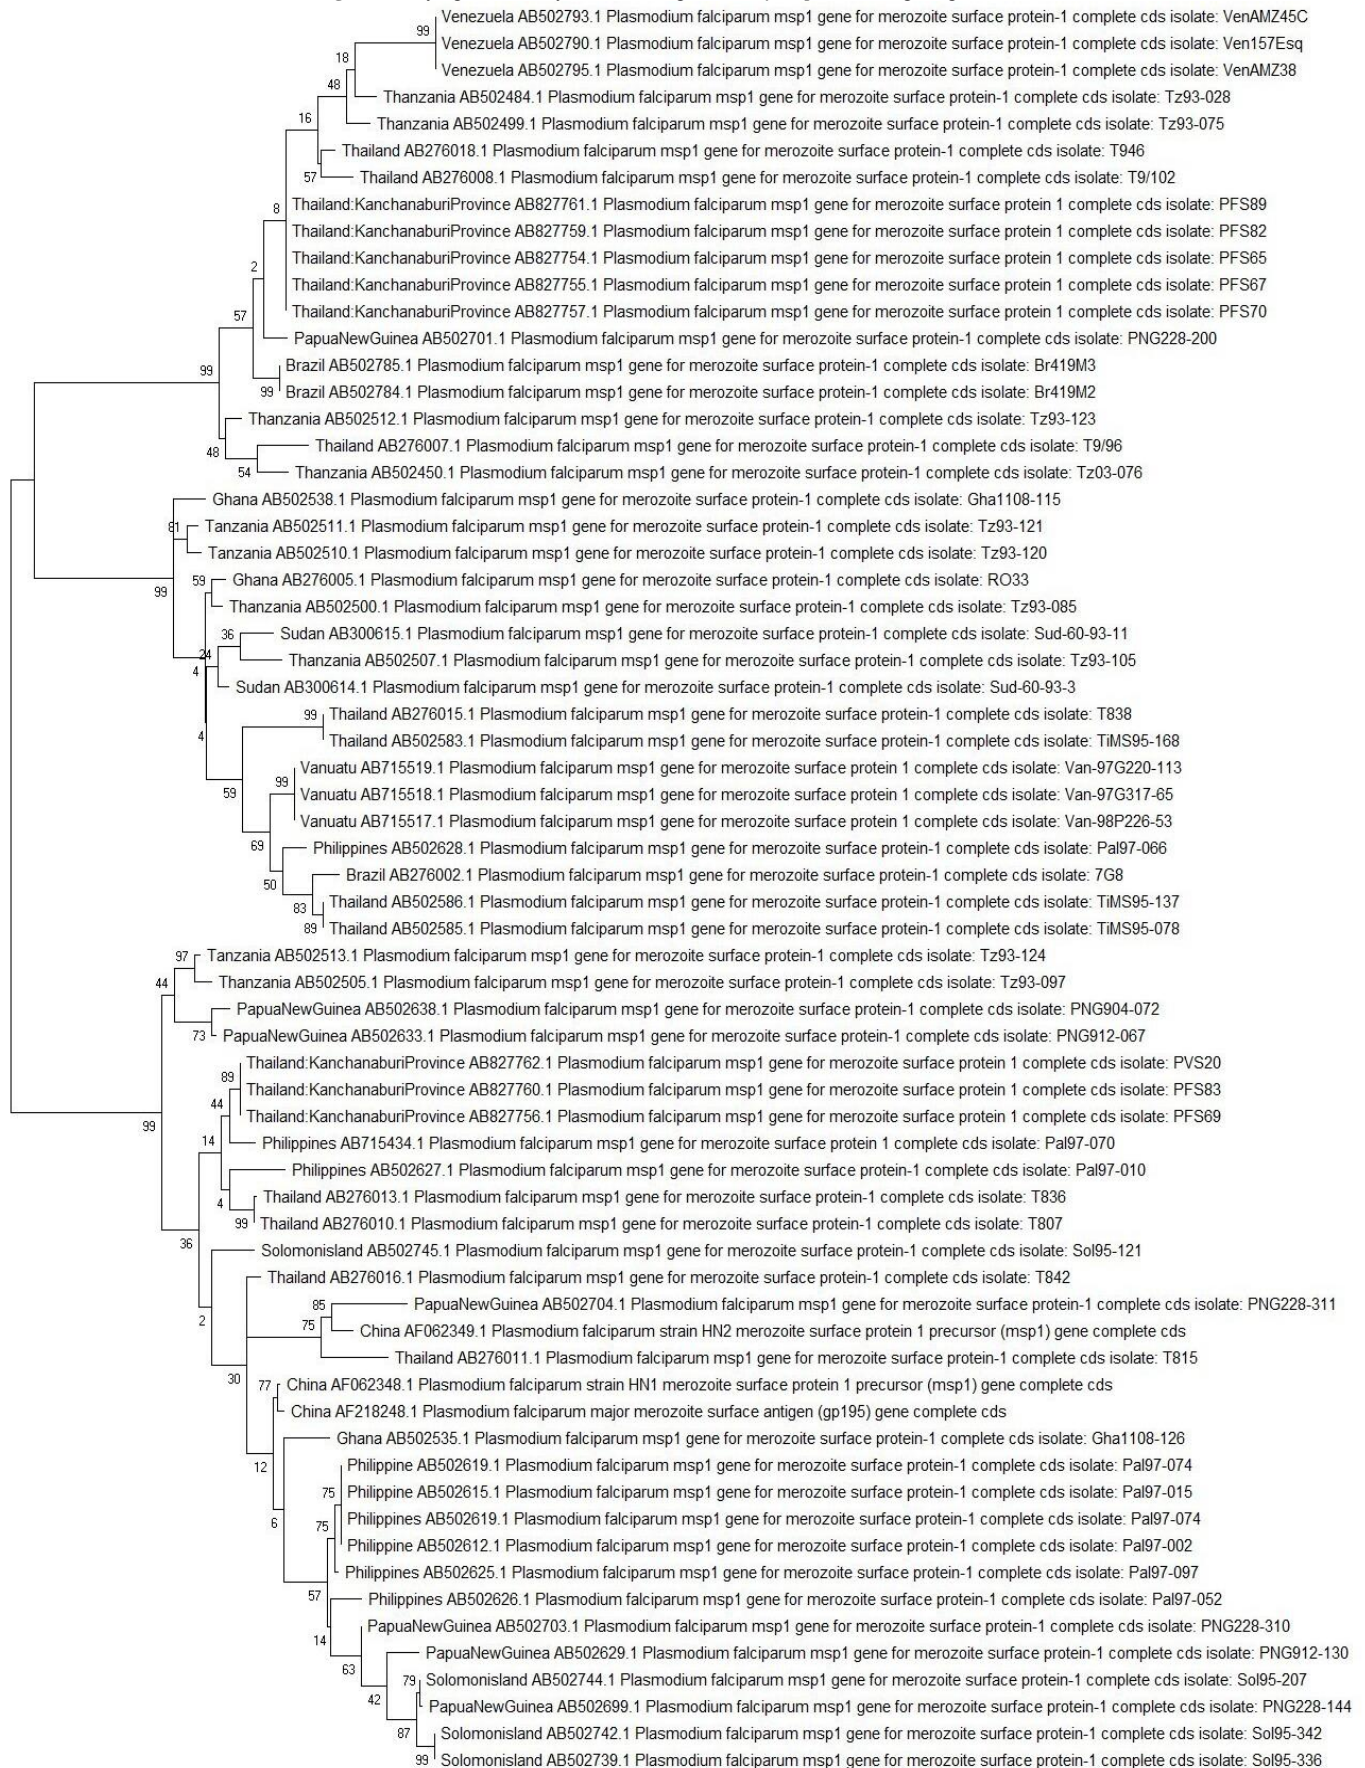 Venezuela AB502793.1 Plasmodium falciparum msp1 gene for merozoite surface protein-1 complete cds isolate: VenAMZ45C
99
Venezuela AB502790.1 Plasmodium falciparum msp1 gene for merozoite surface protein-1 complete cds isolate: Ven157Esq
18
Venezuela AB502795.1 Plasmodium falciparum msp1 gene for merozoite surface protein-1 complete cds isolate: VenAMZ38
48
Thanzania AB502484.1 Plasmodium falciparum msp1 gene for merozoite surface protein-1 complete cds isolate: Tz93-028
16
Thanzania AB502499.1 Plasmodium falciparum msp1 gene for merozoite surface protein-1 complete cds isolate: Tz93-075
Thailand AB276018.1 Plasmodium falciparum msp1 gene for merozoite surface protein-1 complete cds isolate: T946
57
Thailand AB276008.1 Plasmodium falciparum msp1 gene for merozoite surface protein-1 complete cds isolate: T9/102
8
Thailand:KanchanaburiProvince AB827761.1 Plasmodium falciparum msp1 gene for merozoite surface protein 1 complete cds isolate: PFS89
Thailand:KanchanaburiProvince AB827759.1 Plasmodium falciparum msp1 gene for merozoite surface protein 1 complete cds isolate: PFS82
Thailand:KanchanaburiProvince AB827754.1 Plasmodium falciparum msp1 gene for merozoite surface protein 1 complete cds isolate: PFS65
2
Thailand:KanchanaburiProvince AB827755.1 Plasmodium falciparum msp1 gene for merozoite surface protein 1 complete cds isolate: PFS67
Thailand:KanchanaburiProvince AB827757.1 Plasmodium falciparum msp1 gene for merozoite surface protein 1 complete cds isolate: PFS70
57
PapuaNewGuinea AB502701.1 Plasmodium falciparum msp1 gene for merozoite surface protein-1 complete cds isolate: PNG228-200
Brazil AB502785.1 Plasmodium falciparum msp1 gene for merozoite surface protein-1 complete cds isolate: Br419M3
99
99
Brazil AB502784.1 Plasmodium falciparum msp1 gene for merozoite surface protein-1 complete cds isolate: Br419M2
Thanzania AB502512.1 Plasmodium falciparum msp1 gene for merozoite surface protein-1 complete cds isolate: Tz93-123
Thailand AB276007.1 Plasmodium falciparum msp1 gene for merozoite surface protein-1 complete cds isolate: T9/96
48
54
Thanzania AB502450.1 Plasmodium falciparum msp1 gene for merozoite surface protein-1 complete cds isolate: Tz03-076
Ghana AB502538.1 Plasmodium falciparum msp1 gene for merozoite surface protein-1 complete cds isolate: Gha1108-115
81
Tanzania AB502511.1 Plasmodium falciparum msp1 gene for merozoite surface protein-1 complete cds isolate: Tz93-121
Tanzania AB502510.1 Plasmodium falciparum msp1 gene for merozoite surface protein-1 complete cds isolate: Tz93-120
59
Ghana AB276005.1 Plasmodium falciparum msp1 gene for merozoite surface protein-1 complete cds isolate: RO33
99
Thanzania AB502500.1 Plasmodium falciparum msp1 gene for merozoite surface protein-1 complete cds isolate: Tz93-085
36
Sudan AB300615.1 Plasmodium falciparum msp1 gene for merozoite surface protein-1 complete cds isolate: Sud-60-93-11
24
Thanzania AB502507.1 Plasmodium falciparum msp1 gene for merozoite surface protein-1 complete cds isolate: Tz93-105
4
Sudan AB300614.1 Plasmodium falciparum msp1 gene for merozoite surface protein-1 complete cds isolate: Sud-60-93-3
99
Thailand AB276015.1 Plasmodium falciparum msp1 gene for merozoite surface protein-1 complete cds isolate: T838
4
Thailand AB502583.1 Plasmodium falciparum msp1 gene for merozoite surface protein-1 complete cds isolate: TiMS95-168
Vanuatu AB715519.1 Plasmodium falciparum msp1 gene for merozoite surface protein 1 complete cds isolate: Van-97G220-113
99
59
Vanuatu AB715518.1 Plasmodium falciparum msp1 gene for merozoite surface protein 1 complete cds isolate: Van-97G317-65
Vanuatu AB715517.1 Plasmodium falciparum msp1 gene for merozoite surface protein 1 complete cds isolate: Van-98P226-53
69
Philippines AB502628.1 Plasmodium falciparum msp1 gene for merozoite surface protein-1 complete cds isolate: Pal97-066
50
Brazil AB276002.1 Plasmodium falciparum msp1 gene for merozoite surface protein-1 complete cds isolate: 7G8
83
Thailand AB502586.1 Plasmodium falciparum msp1 gene for merozoite surface protein-1 complete cds isolate: TiMS95-137
89
Thailand AB502585.1 Plasmodium falciparum msp1 gene for merozoite surface protein-1 complete cds isolate: TiMS95-078
97
Tanzania AB502513.1 Plasmodium falciparum msp1 gene for merozoite surface protein-1 complete cds isolate: Tz93-124
44
Thanzania AB502505.1 Plasmodium falciparum msp1 gene for merozoite surface protein-1 complete cds isolate: Tz93-097
PapuaNewGuinea AB502638.1 Plasmodium falciparum msp1 gene for merozoite surface protein-1 complete cds isolate: PNG904-072
73
PapuaNewGuinea AB502633.1 Plasmodium falciparum msp1 gene for merozoite surface protein-1 complete cds isolate: PNG912-067
Thailand:KanchanaburiProvince AB827762.1 Plasmodium falciparum msp1 gene for merozoite surface protein 1 complete cds isolate: PVS20
89
Thailand:KanchanaburiProvince AB827760.1 Plasmodium falciparum msp1 gene for merozoite surface protein 1 complete cds isolate: PFS83
44
Thailand:KanchanaburiProvince AB827756.1 Plasmodium falciparum msp1 gene for merozoite surface protein 1 complete cds isolate: PFS69
99
14
Philippines AB715434.1 Plasmodium falciparum msp1 gene for merozoite surface protein 1 complete cds isolate: Pal97-070
Philippines AB502627.1 Plasmodium falciparum msp1 gene for merozoite surface protein-1 complete cds isolate: Pal97-010
4
Thailand AB276013.1 Plasmodium falciparum msp1 gene for merozoite surface protein-1 complete cds isolate: T836
99
Thailand AB276010.1 Plasmodium falciparum msp1 gene for merozoite surface protein-1 complete cds isolate: T807
36
Solomonisland AB502745.1 Plasmodium falciparum msp1 gene for merozoite surface protein-1 complete cds isolate: Sol95-121
Thailand AB276016.1 Plasmodium falciparum msp1 gene for merozoite surface protein-1 complete cds isolate: T842
85
PapuaNewGuinea AB502704.1 Plasmodium falciparum msp1 gene for merozoite surface protein-1 complete cds isolate: PNG228-311
2
75
China AF062349.1 Plasmodium falciparum strain HN2 merozoite surface protein 1 precursor (msp1) gene complete cds
Thailand AB276011.1 Plasmodium falciparum msp1 gene for merozoite surface protein-1 complete cds isolate: T815
30
77
China AF062348.1 Plasmodium falciparum strain HN1 merozoite surface protein 1 precursor (msp1) gene complete cds
China AF218248.1 Plasmodium falciparum major merozoite surface antigen (gp195) gene complete cds
Ghana AB502535.1 Plasmodium falciparum msp1 gene for merozoite surface protein-1 complete cds isolate: Gha1108-126
12
Philippine AB502619.1 Plasmodium falciparum msp1 gene for merozoite surface protein-1 complete cds isolate: Pal97-074
75
Philippine AB502615.1 Plasmodium falciparum msp1 gene for merozoite surface protein-1 complete cds isolate: Pal97-015
6
75
Philippines AB502619.1 Plasmodium falciparum msp1 gene for merozoite surface protein-1 complete cds isolate: Pal97-074
Philippine AB502612.1 Plasmodium falciparum msp1 gene for merozoite surface protein-1 complete cds isolate: Pal97-002
Philippines AB502625.1 Plasmodium falciparum msp1 gene for merozoite surface protein-1 complete cds isolate: Pal97-097
57
Philippines AB502626.1 Plasmodium falciparum msp1 gene for merozoite surface protein-1 complete cds isolate: Pal97-052
PapuaNewGuinea AB502703.1 Plasmodium falciparum msp1 gene for merozoite surface protein-1 complete cds isolate: PNG228-310
14
PapuaNewGuinea AB502629.1 Plasmodium falciparum msp1 gene for merozoite surface protein-1 complete cds isolate: PNG912-130
63
79
Solomonisland AB502744.1 Plasmodium falciparum msp1 gene for merozoite surface protein-1 complete cds isolate: Sol95-207
42
PapuaNewGuinea AB502699.1 Plasmodium falciparum msp1 gene for merozoite surface protein-1 complete cds isolate: PNG228-144
87
Solomonisland AB502742.1 Plasmodium falciparum msp1 gene for merozoite surface protein-1 complete cds isolate: Sol95-342
99
Solomonisland AB502739.1 Plasmodium falciparum msp1 gene for merozoite surface protein-1 complete cds isolate: Sol95-336